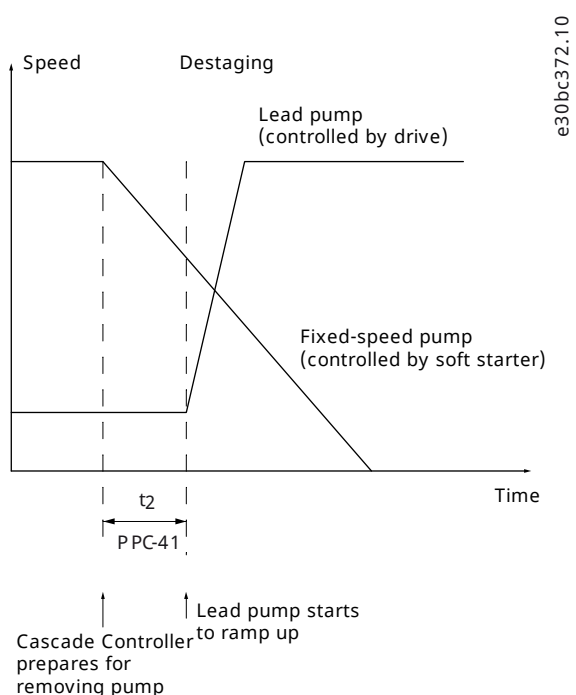 e30bc372.10
Speed
Destaging
Lead pump
(controlled by drive)
Fixed-speed pump
(controlled by soft starter)
Time
t2
P PC-41
Lead pump starts
to ramp up
Cascade Controller
prepares for
removing pump